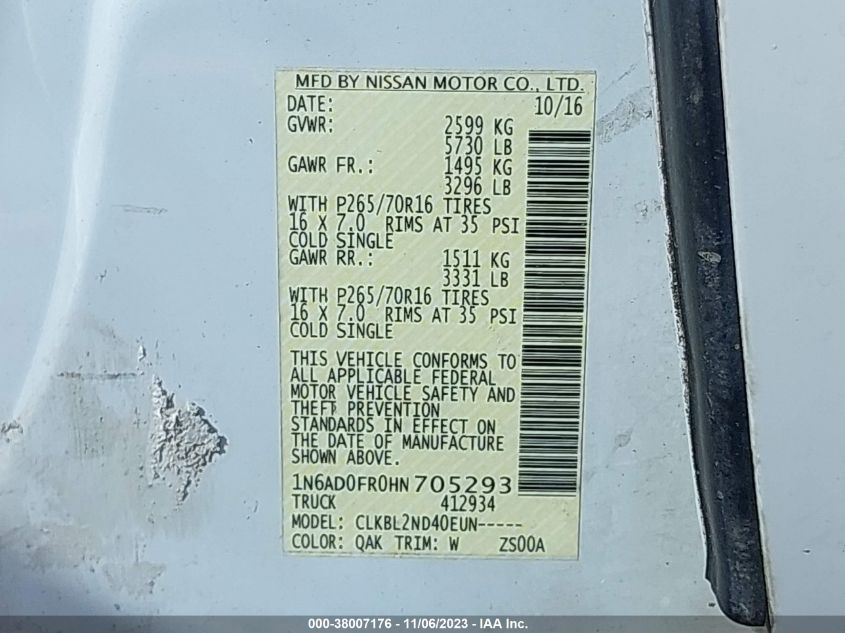 MFD BY NISSAN MOTOR CO., LTD.
DATE: 10/16
GVWR: 2599 KG
5730 LB
GAWR FR.: 1495 KG
3296 LB
WITH P265/70R16 TIRES
16 X 7.0 RIMS AT 35 PSI
COLD SINGLE
GAWR RR.: 1511 KG
3331 LB
WITH P265/70R16 TIRES
16 X 7.0 RIMS AT 35 PSI
COLD SINGLE
THIS VEHICLE CONFORMS TO
ALL APPLICABLE FEDERAL
MOTOR VEHICLE SAFETY AND
THEFT PREVENTION
STANDARDS IN EFFECT ON
THE DATE OF MANUFACTURE
SHOWN ABOVE.
1N6AD0FR0HN705293
TRUCK 412934
MODEL: CLKBL2ND40EUN-----
COLOR: QAK TRIM: W ZS00A
000-38007176 - 11/06/2023 - IAA Inc.